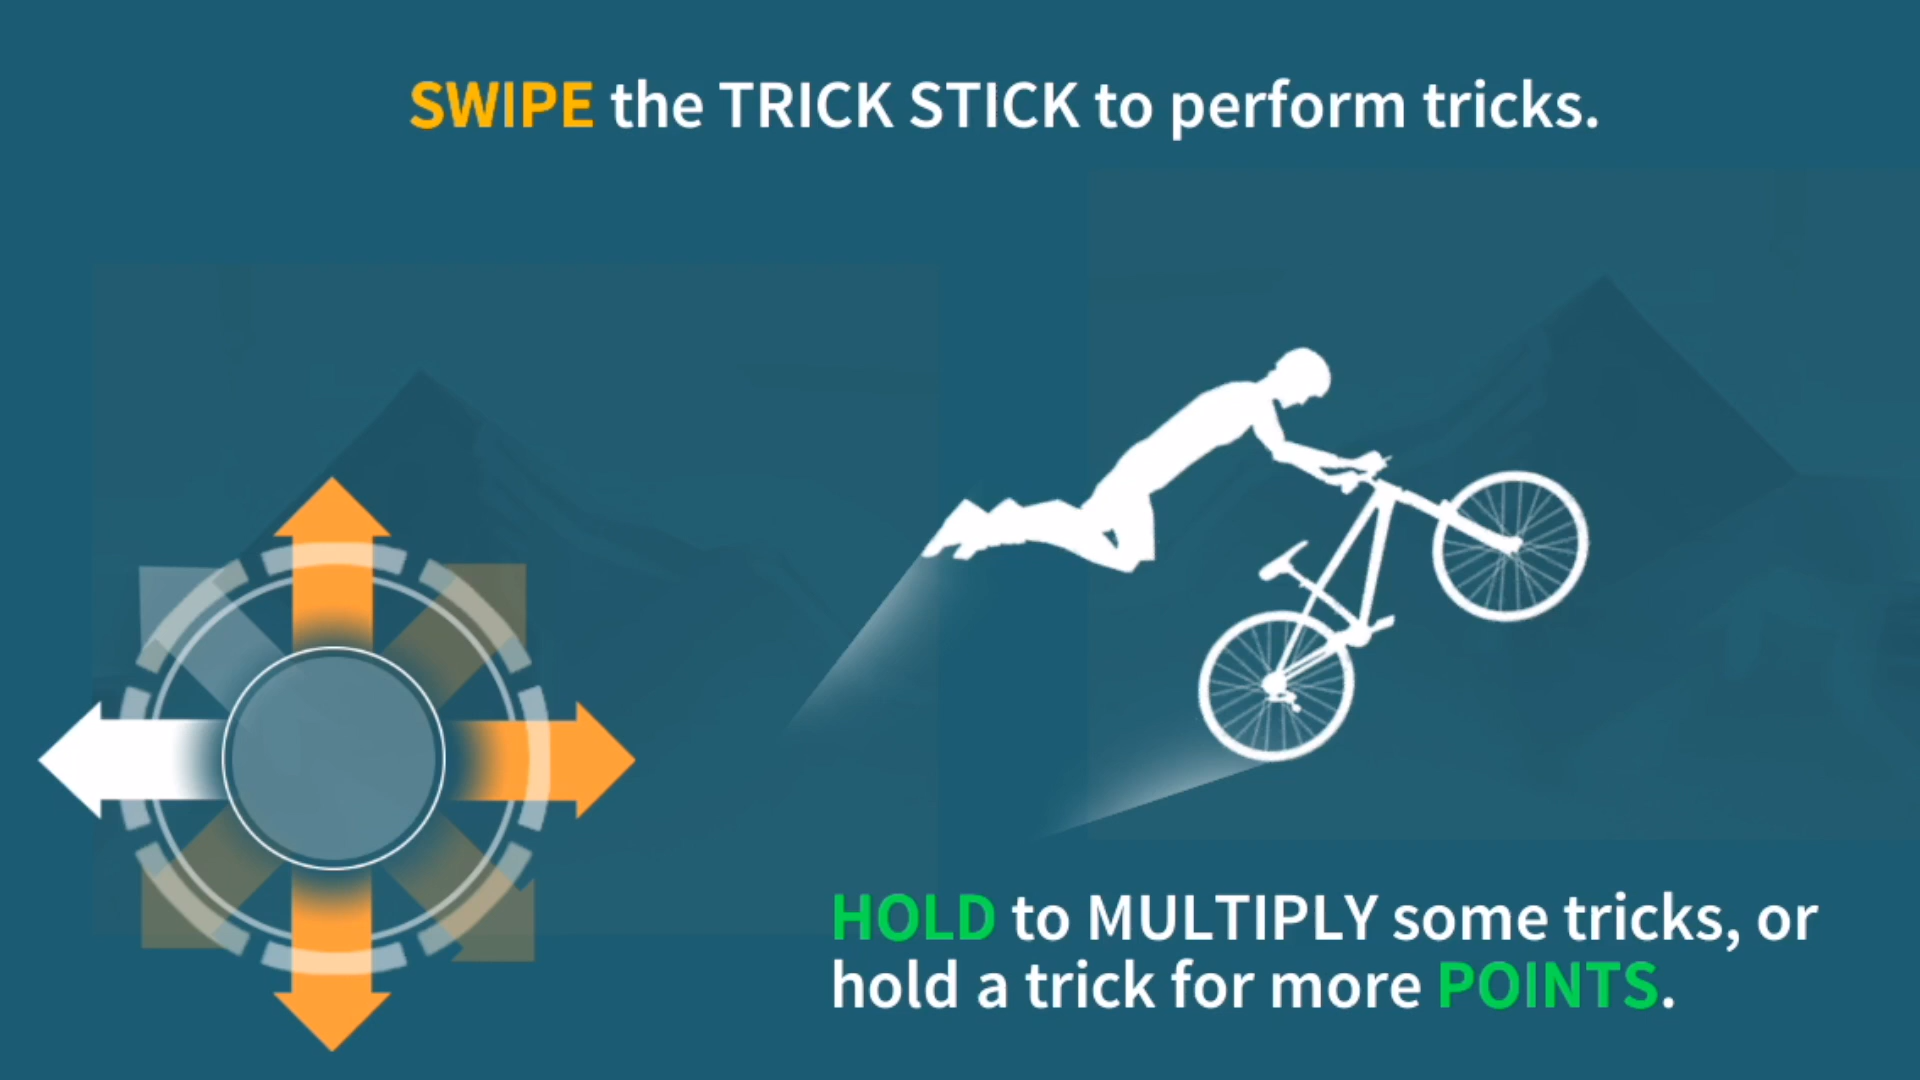 SWIPE the TRICK STICK to perform tricks.
HOLD to MULTIPLY some tricks, or
hold a trick for more POINTS.